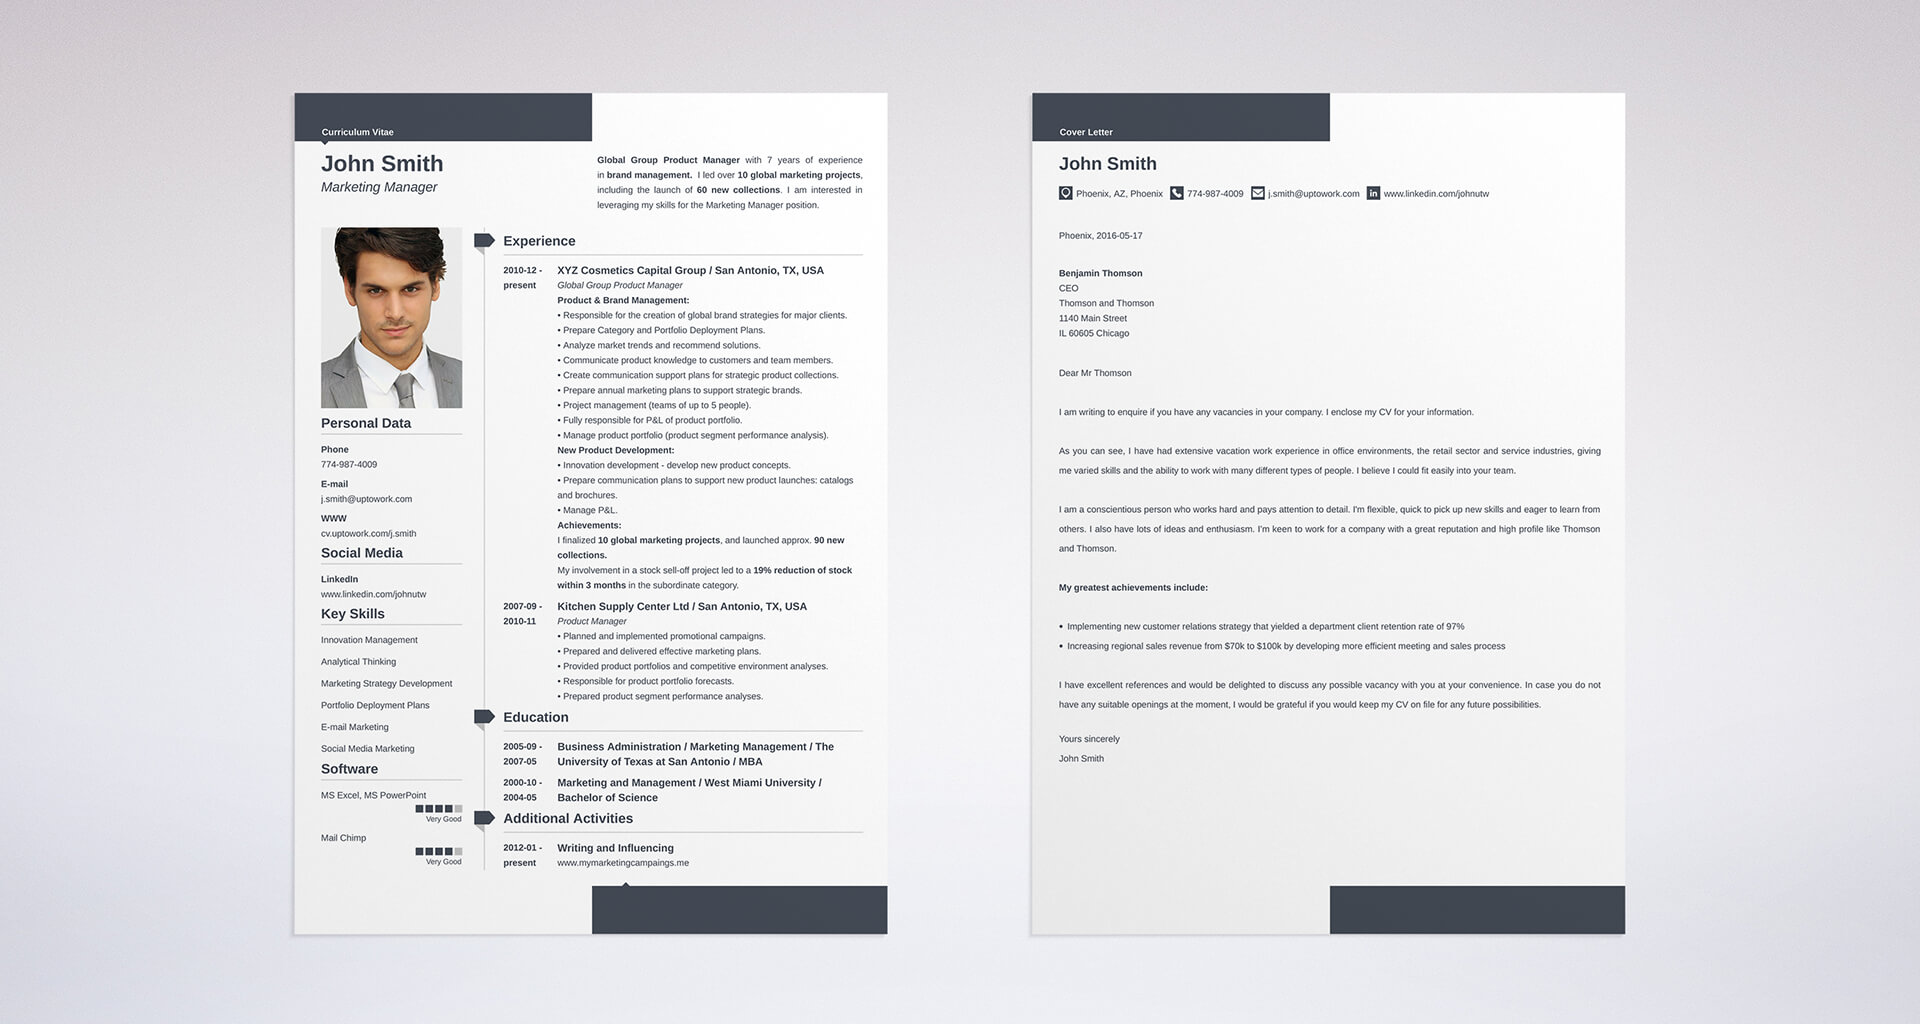 Curriculum Vitae
John Smith
Marketing Manager
Global Group Product Manager with 7 years of experience
in brand management. I led over 10 global marketing projects,
including the launch of 60 new collections. I am interested in
leveraging my skills for the Marketing Manager position.
Personal Data
Phone
774-987-4009
E-mail
j.smith@uptowork.com
WWW
cv.uptowork.com/j.smith
Social Media
LinkedIn
www.linkedin.com/johnutw
Key Skills
Innovation Management
Analytical Thinking
Marketing Strategy Development
Portfolio Deployment Plans
E-mail Marketing
Social Media Marketing
Software
MS Excel, MS PowerPoint
Very Good
Mail Chimp
Very Good
Experience
2010-12 - XYZ Cosmetics Capital Group / San Antonio, TX, USA
present Global Group Product Manager
Product & Brand Management:
• Responsible for the creation of global brand strategies for major clients.
• Prepare Category and Portfolio Deployment Plans.
• Analyze market trends and recommend solutions.
• Communicate product knowledge to customers and team members.
• Create communication support plans for strategic product collections.
• Prepare annual marketing plans to support strategic brands.
• Project management (teams of up to 5 people).
• Fully responsible for P&L of product portfolio.
• Manage product portfolio (product segment performance analysis).
New Product Development:
• Innovation development - develop new product concepts.
• Prepare communication plans to support new product launches: catalogs
and brochures.
• Manage P&L.
Achievements:
I finalized 10 global marketing projects, and launched approx. 90 new
collections.
My involvement in a stock sell-off project led to a 19% reduction of stock
within 3 months in the subordinate category.
2007-09 - Kitchen Supply Center Ltd / San Antonio, TX, USA
2010-11 Product Manager
• Planned and implemented promotional campaigns.
• Prepared and delivered effective marketing plans.
• Provided product portfolios and competitive environment analyses.
• Responsible for product portfolio forecasts.
• Prepared product segment performance analyses.
Education
2005-09 - Business Administration / Marketing Management / The
2007-05 University of Texas at San Antonio / MBA
2000-10 - Marketing and Management / West Miami University /
2004-05 Bachelor of Science
Additional Activities
2012-01 - Writing and Influencing
present www.mymarketingcampaings.me
Cover Letter
John Smith
Phoenix, AZ, Phoenix 774-987-4009 j.smith@uptowork.com in www.linkedin.com/johnutw
Phoenix, 2016-05-17
Benjamin Thomson
CEO
Thomson and Thomson
1140 Main Street
IL 60605 Chicago
Dear Mr Thomson
I am writing to enquire if you have any vacancies in your company. I enclose my CV for your information.
As you can see, I have had extensive vacation work experience in office environments, the retail sector and service industries, giving
me varied skills and the ability to work with many different types of people. I believe I could fit easily into your team.
I am a conscientious person who works hard and pays attention to detail. I'm flexible, quick to pick up new skills and eager to learn from
others. I also have lots of ideas and enthusiasm. I'm keen to work for a company with a great reputation and high profile like Thomson
and Thomson.
My greatest achievements include:
• Implementing new customer relations strategy that yielded a department client retention rate of 97%
• Increasing regional sales revenue from $70k to $100k by developing more efficient meeting and sales process
I have excellent references and would be delighted to discuss any possible vacancy with you at your convenience. In case you do not
have any suitable openings at the moment, I would be grateful if you would keep my CV on file for any future possibilities.
Yours sincerely
John Smith